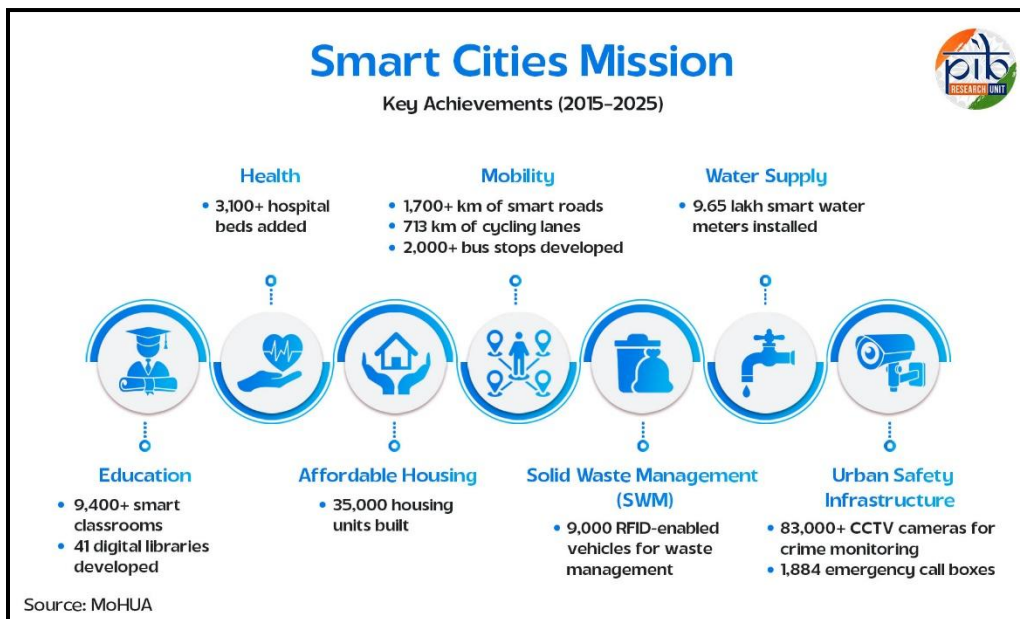 Smart Cities Mission
Key Achievements (2015-2025)
pib
RESEARCH UNIT
Health
• 3,100+ hospital
beds added
Mobility
• 1,700+ km of smart roads
• 713 km of cycling lanes
• 2,000+ bus stops developed
Water Supply
• 9.65 lakh smart water
meters installed
Education
• 9,400+ smart
classrooms
• 41 digital libraries
developed
Affordable Housing
• 35,000 housing
units built
Solid Waste Management
(SWM)
• 9,000 RFID-enabled
vehicles for waste
management
Urban Safety
Infrastructure
• 83,000+ CCTV cameras for
crime monitoring
• 1,884 emergency call boxes
Source: MoHUA